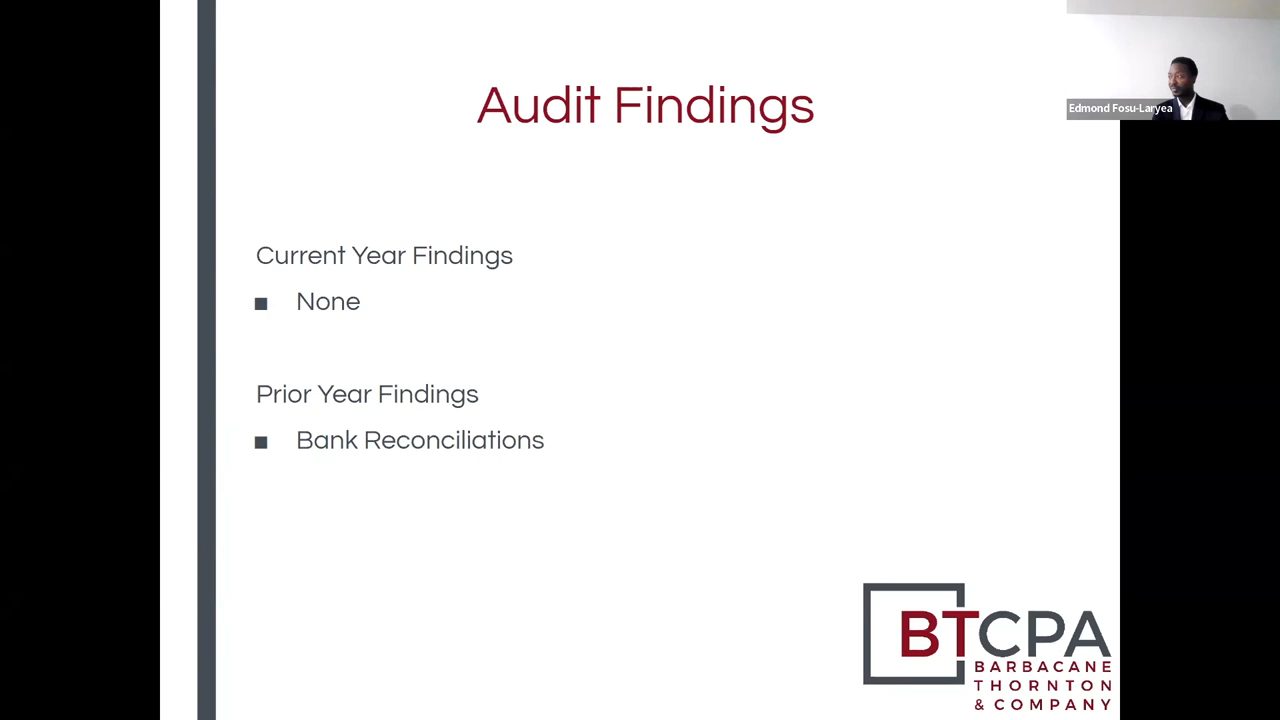 Audit Findings
Edmond Fosu-Laryea
Current Year Findings
■ None
Prior Year Findings
■ Bank Reconciliations
BTCPA
BARBACANE
THORNTON
& COMPANY